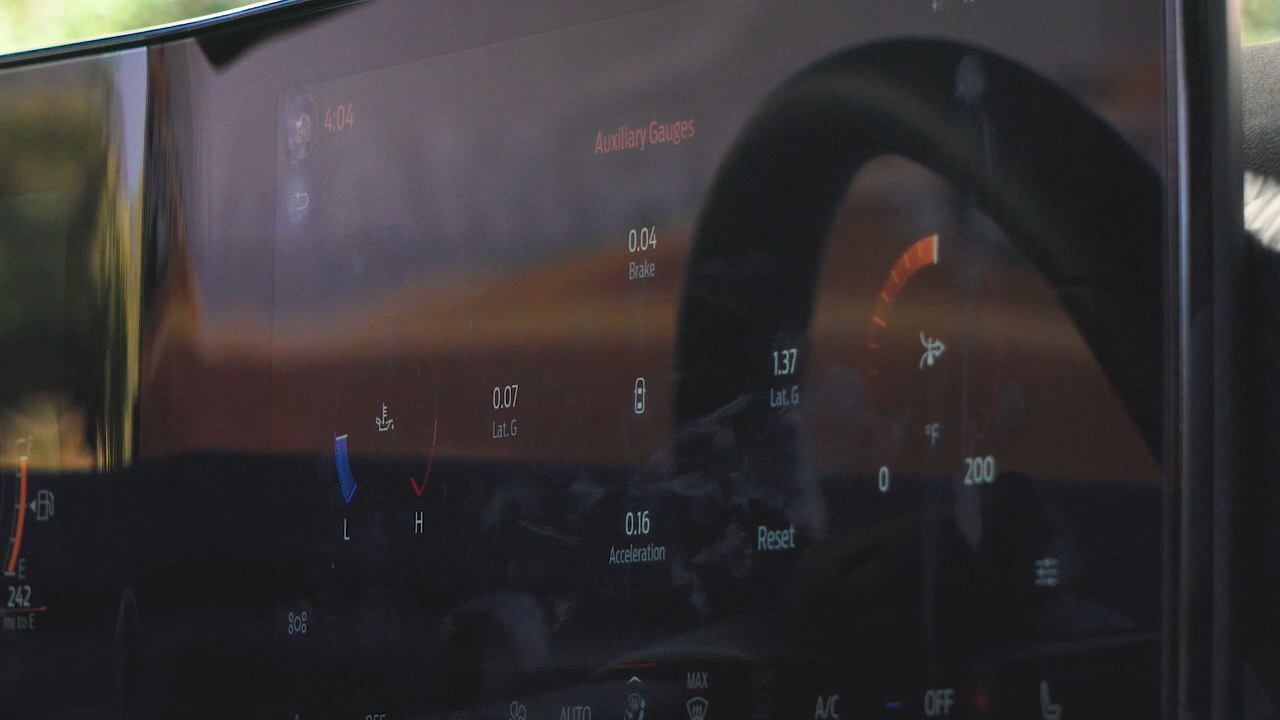 4:04
Auxiliary Gauges
0.04
Brake
0.07
Lat. G
1.37
Lat. G
°F
0
200
L
H
0.16
Acceleration
Reset
F
E
242
mi to E
MAX
AUTO
A/C
OFF
OFF